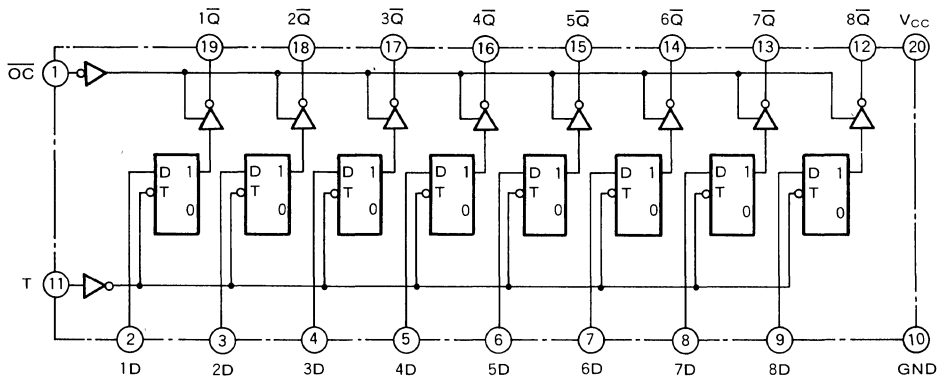 1Q̅ 2Q̅ 3Q̅ 4Q̅ 5Q̅ 6Q̅ 7Q̅ 8Q̅ VCC
19 18 17 16 15 14 13 12 20
O̅C̅ 1
D 1 D 1 D 1 D 1 D 1 D 1 D 1 D 1
T T T T T T T T
0 0 0 0 0 0 0 0
T 11
2 3 4 5 6 7 8 9 10
1D 2D 3D 4D 5D 6D 7D 8D GND